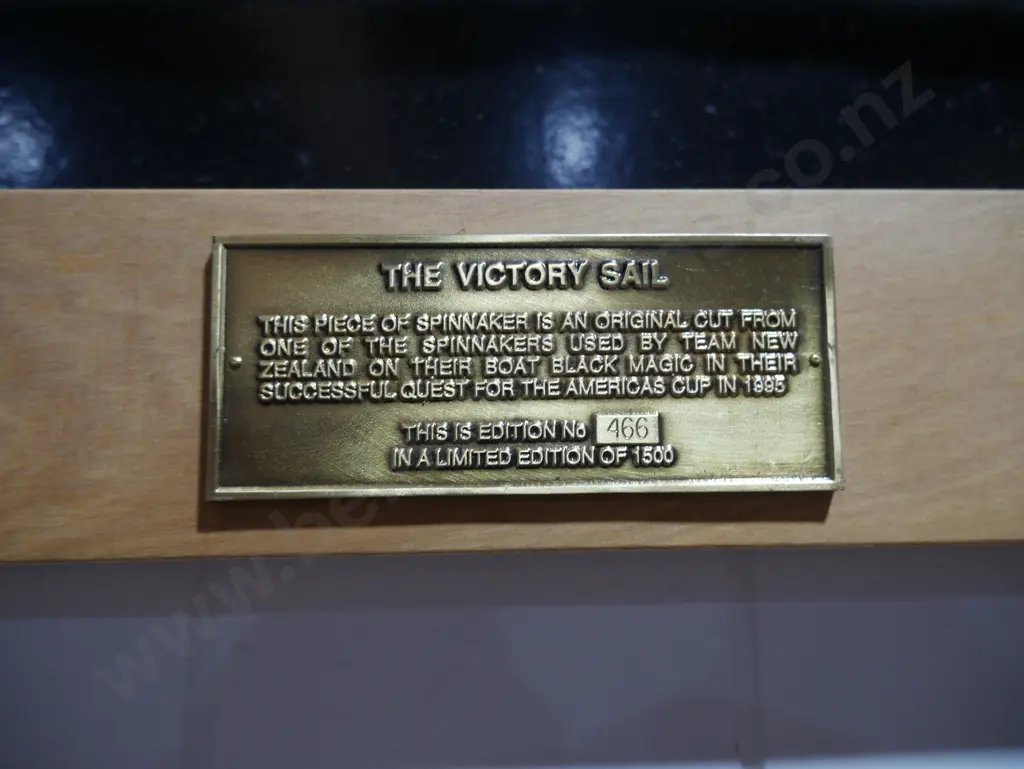 THE VICTORY SAIL
THIS PIECE OF SPINNAKER IS AN ORIGINAL CUT FROM
ONE OF THE SPINNAKERS USED BY TEAM NEW
ZEALAND ON THEIR BOAT BLACK MAGIC IN THEIR
SUCCESSFUL QUEST FOR THE AMERICAS CUP IN 1995
THIS IS EDITION No 466
IN A LIMITED EDITION OF 1500